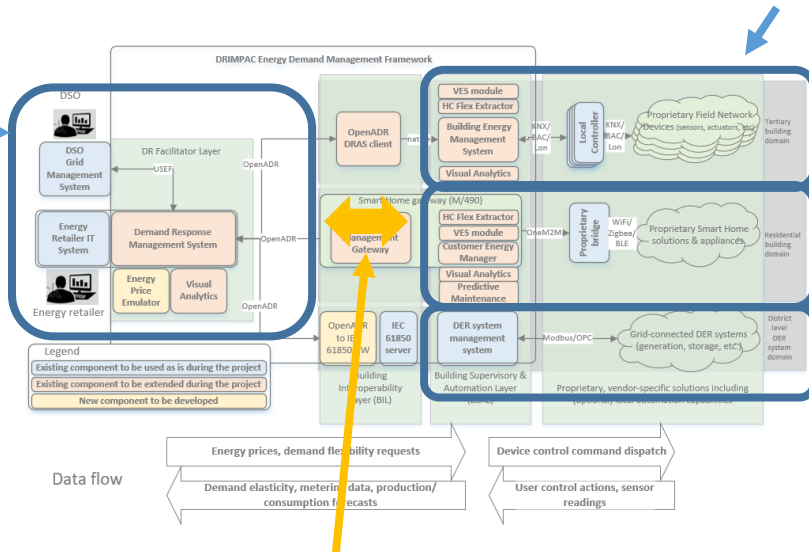 DRIMPAC Energy Demand Management Framework
DSO
DSO
Grid
Management
System
DR Facilitator Layer
USEF
OpenADR
Energy
Retailer IT
System
Demand Response
Management System
OpenADR
Energy
Price
Emulator
Visual
Analytics
Energy retailer
OpenADR
OpenADR
DRAS client
VES module
HC Flex Extractor
Building Energy
Management
System
Visual Analytics
KNX/
Lon
Local
Controller
KNX/
Lon
Proprietary Field Network
Devices (sensors, actuators, etc)
Tertiary
building
domain
Smart Home gateway (M/490)
Management
Gateway
HC Flex Extractor
VES module
Customer Energy
Manager
Visual Analytics
Predictive
Maintenance
OneM2M
Proprietary
bridge
WiFi/
Zigbee/
BLE
Proprietary Smart Home
solutions & appliances
Residential
building
domain
OpenADR
to
61850
IEC
61850
server
DER system
management
system
Modbus/OPC
Grid-connected DER systems
(generation, storage, etc.)
District
level
DER
system
domain
Legend
Existing component to be used as is during the project
Existing component to be extended during the project
New component to be developed
Building
Layer (BIL)
Building Supervisory &
Automation Layer
Proprietary, vendor-specific solutions including
local automation capabilities
Data flow
Energy prices, demand flexibility
requests
Device control command dispatch
Demand elasticity, metering data, production/
consumption forecasts
User control actions, sensor
readings